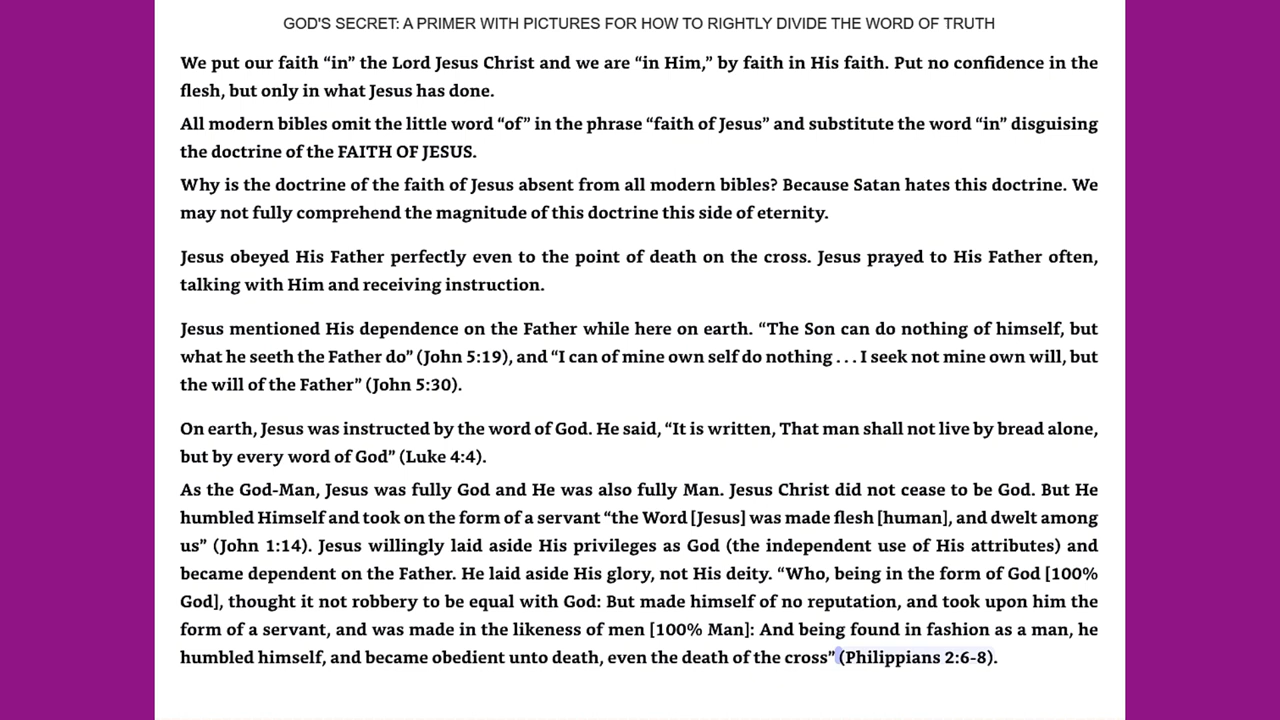 GOD'S SECRET: A PRIMER WITH PICTURES FOR HOW TO RIGHTLY DIVIDE THE WORD OF TRUTH
We put our faith “in” the Lord Jesus Christ and we are “in Him,” by faith in His faith. Put no confidence in the
flesh, but only in what Jesus has done.
All modern bibles omit the little word “of” in the phrase “faith of Jesus” and substitute the word “in” disguising
the doctrine of the FAITH OF JESUS.
Why is the doctrine of the faith of Jesus absent from all modern bibles? Because Satan hates this doctrine. We
may not fully comprehend the magnitude of this doctrine this side of eternity.
Jesus obeyed His Father perfectly even to the point of death on the cross. Jesus prayed to His Father often,
talking with Him and receiving instruction.
Jesus mentioned His dependence on the Father while here on earth. “The Son can do nothing of himself, but
what he seeth the Father do” (John 5:19), and “I can of mine own self do nothing . . . I seek not mine own will, but
the will of the Father” (John 5:30).
On earth, Jesus was instructed by the word of God. He said, “It is written, That man shall not live by bread alone,
but by every word of God” (Luke 4:4).
As the God-Man, Jesus was fully God and He was also fully Man. Jesus Christ did not cease to be God. But He
humbled Himself and took on the form of a servant “the Word [Jesus] was made flesh [human], and dwelt among
us” (John 1:14). Jesus willingly laid aside His privileges as God (the independent use of His attributes) and
became dependent on the Father. He laid aside His glory, not His deity. “Who, being in the form of God [100%
God], thought it not robbery to be equal with God: But made himself of no reputation, and took upon him the
form of a servant, and was made in the likeness of men [100% Man]: And being found in fashion as a man, he
humbled himself, and became obedient unto death, even the death of the cross” (Philippians 2:6-8).